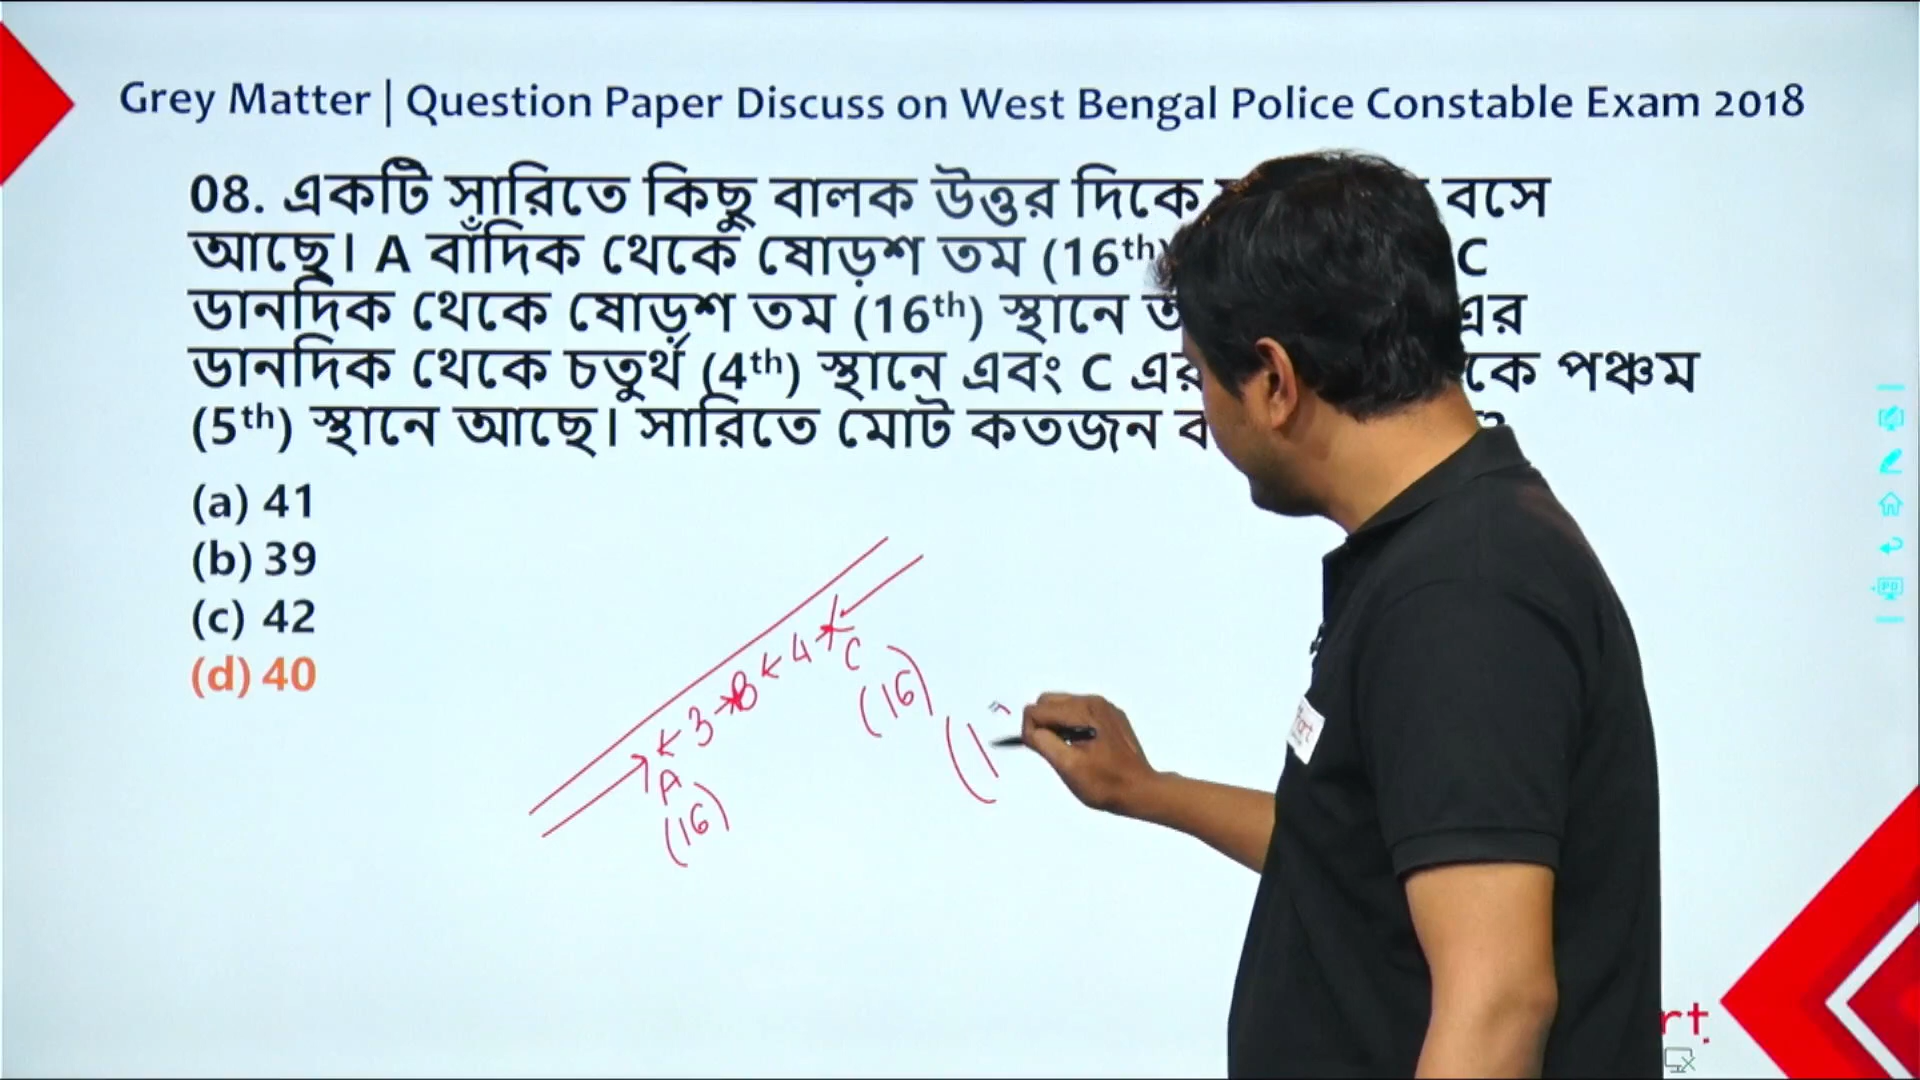 Grey Matter | Question Paper Discuss on West Bengal Police Constable Exam 2018
08. একটি সারিতে কিছু বালক উত্তর দিকে বসে
আছে। A বাঁদিক থেকে ষোড়শ তম (16th) C
ডানদিক থেকে ষোড়শ তম (16th) স্থানে এর
ডানদিক থেকে চতুর্থ (4th) স্থানে এবং C এর পঞ্চম
(5th) স্থানে আছে। সারিতে মোট কতজন
(a) 41
(b) 39
(c) 42
(d) 40
3 B 4 C
A
(16)
(16)